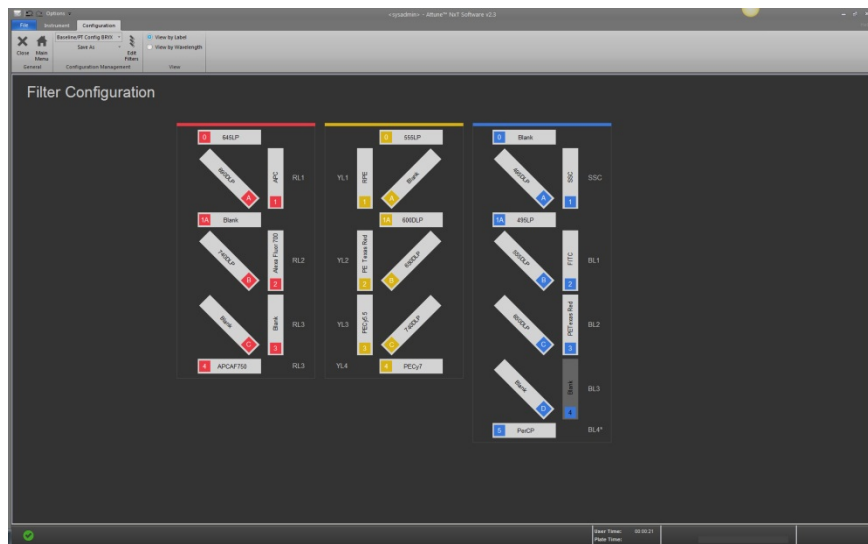 Options
<sysadmin> - Attune™ NxT Software v2.3
File Instrument Configuration
Baseline/PT Config BRYX
Save As
Close
Main Menu
Edit Filters
View by Label
View by Wavelength
General Configuration Management View
Filter Configuration
0 645LP
A
APC
1
RL1
1A Blank
740DLP
B
Alexa Fluor 700
2
RL2
Blank
C
Blank
3
RL3
4 APCAF750
RL3
0 555LP
YL1
RPE
1
Blank
A
1A 600DLP
YL2
PE Texas Red
2
650DLP
B
YL3
PECy5.5
3
740DLP
C
YL4
4 PECy7
0 Blank
495DLP
A
SSC
1
SSC
1A 495LP
555DLP
B
FITC
2
BL1
650DLP
C
PETexas Red
3
BL2
Blank
D
Blank
4
BL3
5 PerCP
BL4*
User Time: 00:00:21
Plate Time: